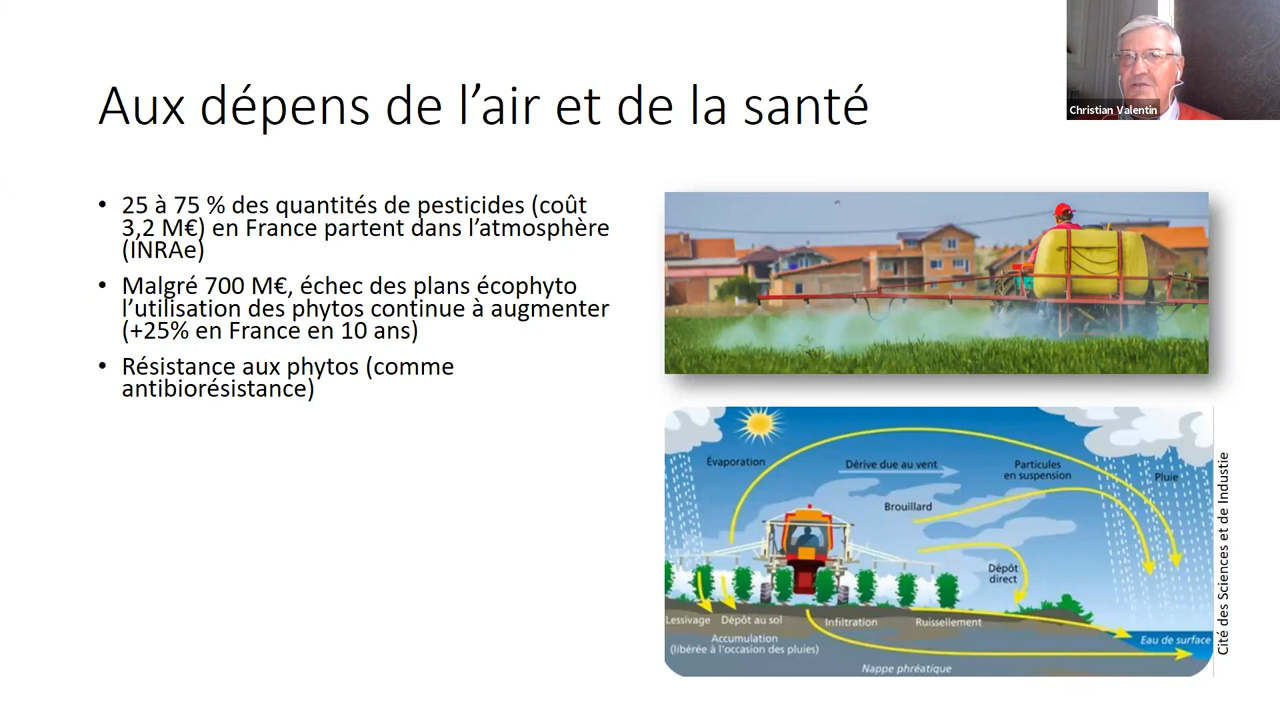 Aux dépens de l’air et de la santé
Christian Valentin
• 25 à 75 % des quantités de pesticides (coût
3,2 M€) en France partent dans l’atmosphère
(INRAe)
• Malgré 700 M€, échec des plans écophyto
l’utilisation des phytos continue à augmenter
(+25% en France en 10 ans)
• Résistance aux phytos (comme
antibiorésistance)
Évaporation
Dérive due au vent
Particules
en suspension
Pluie
Brouillard
Dépôt
direct
Lessivage
Dépôt au sol
Infiltration
Ruissellement
Accumulation
(libérée à l'occasion des pluies)
Eau de surface
Nappe phréatique
Cité des Sciences et de Industie